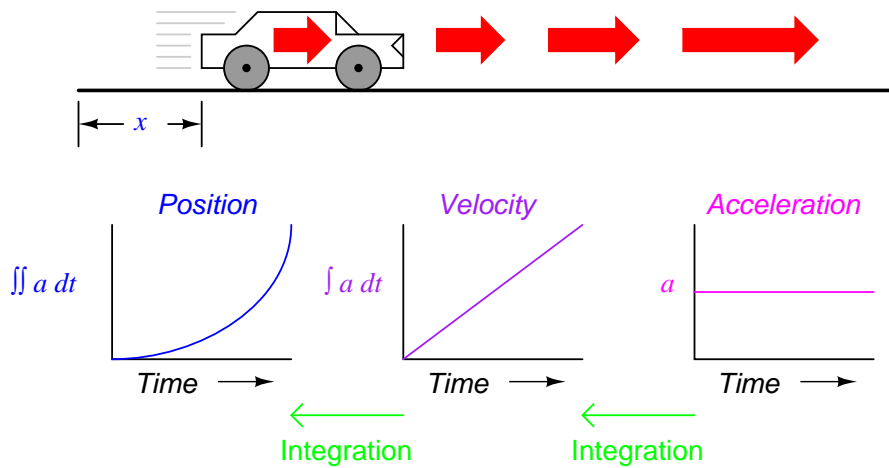 x
Position Velocity Acceleration
∬ a dt ∫ a dt a
Time Time Time
Integration Integration